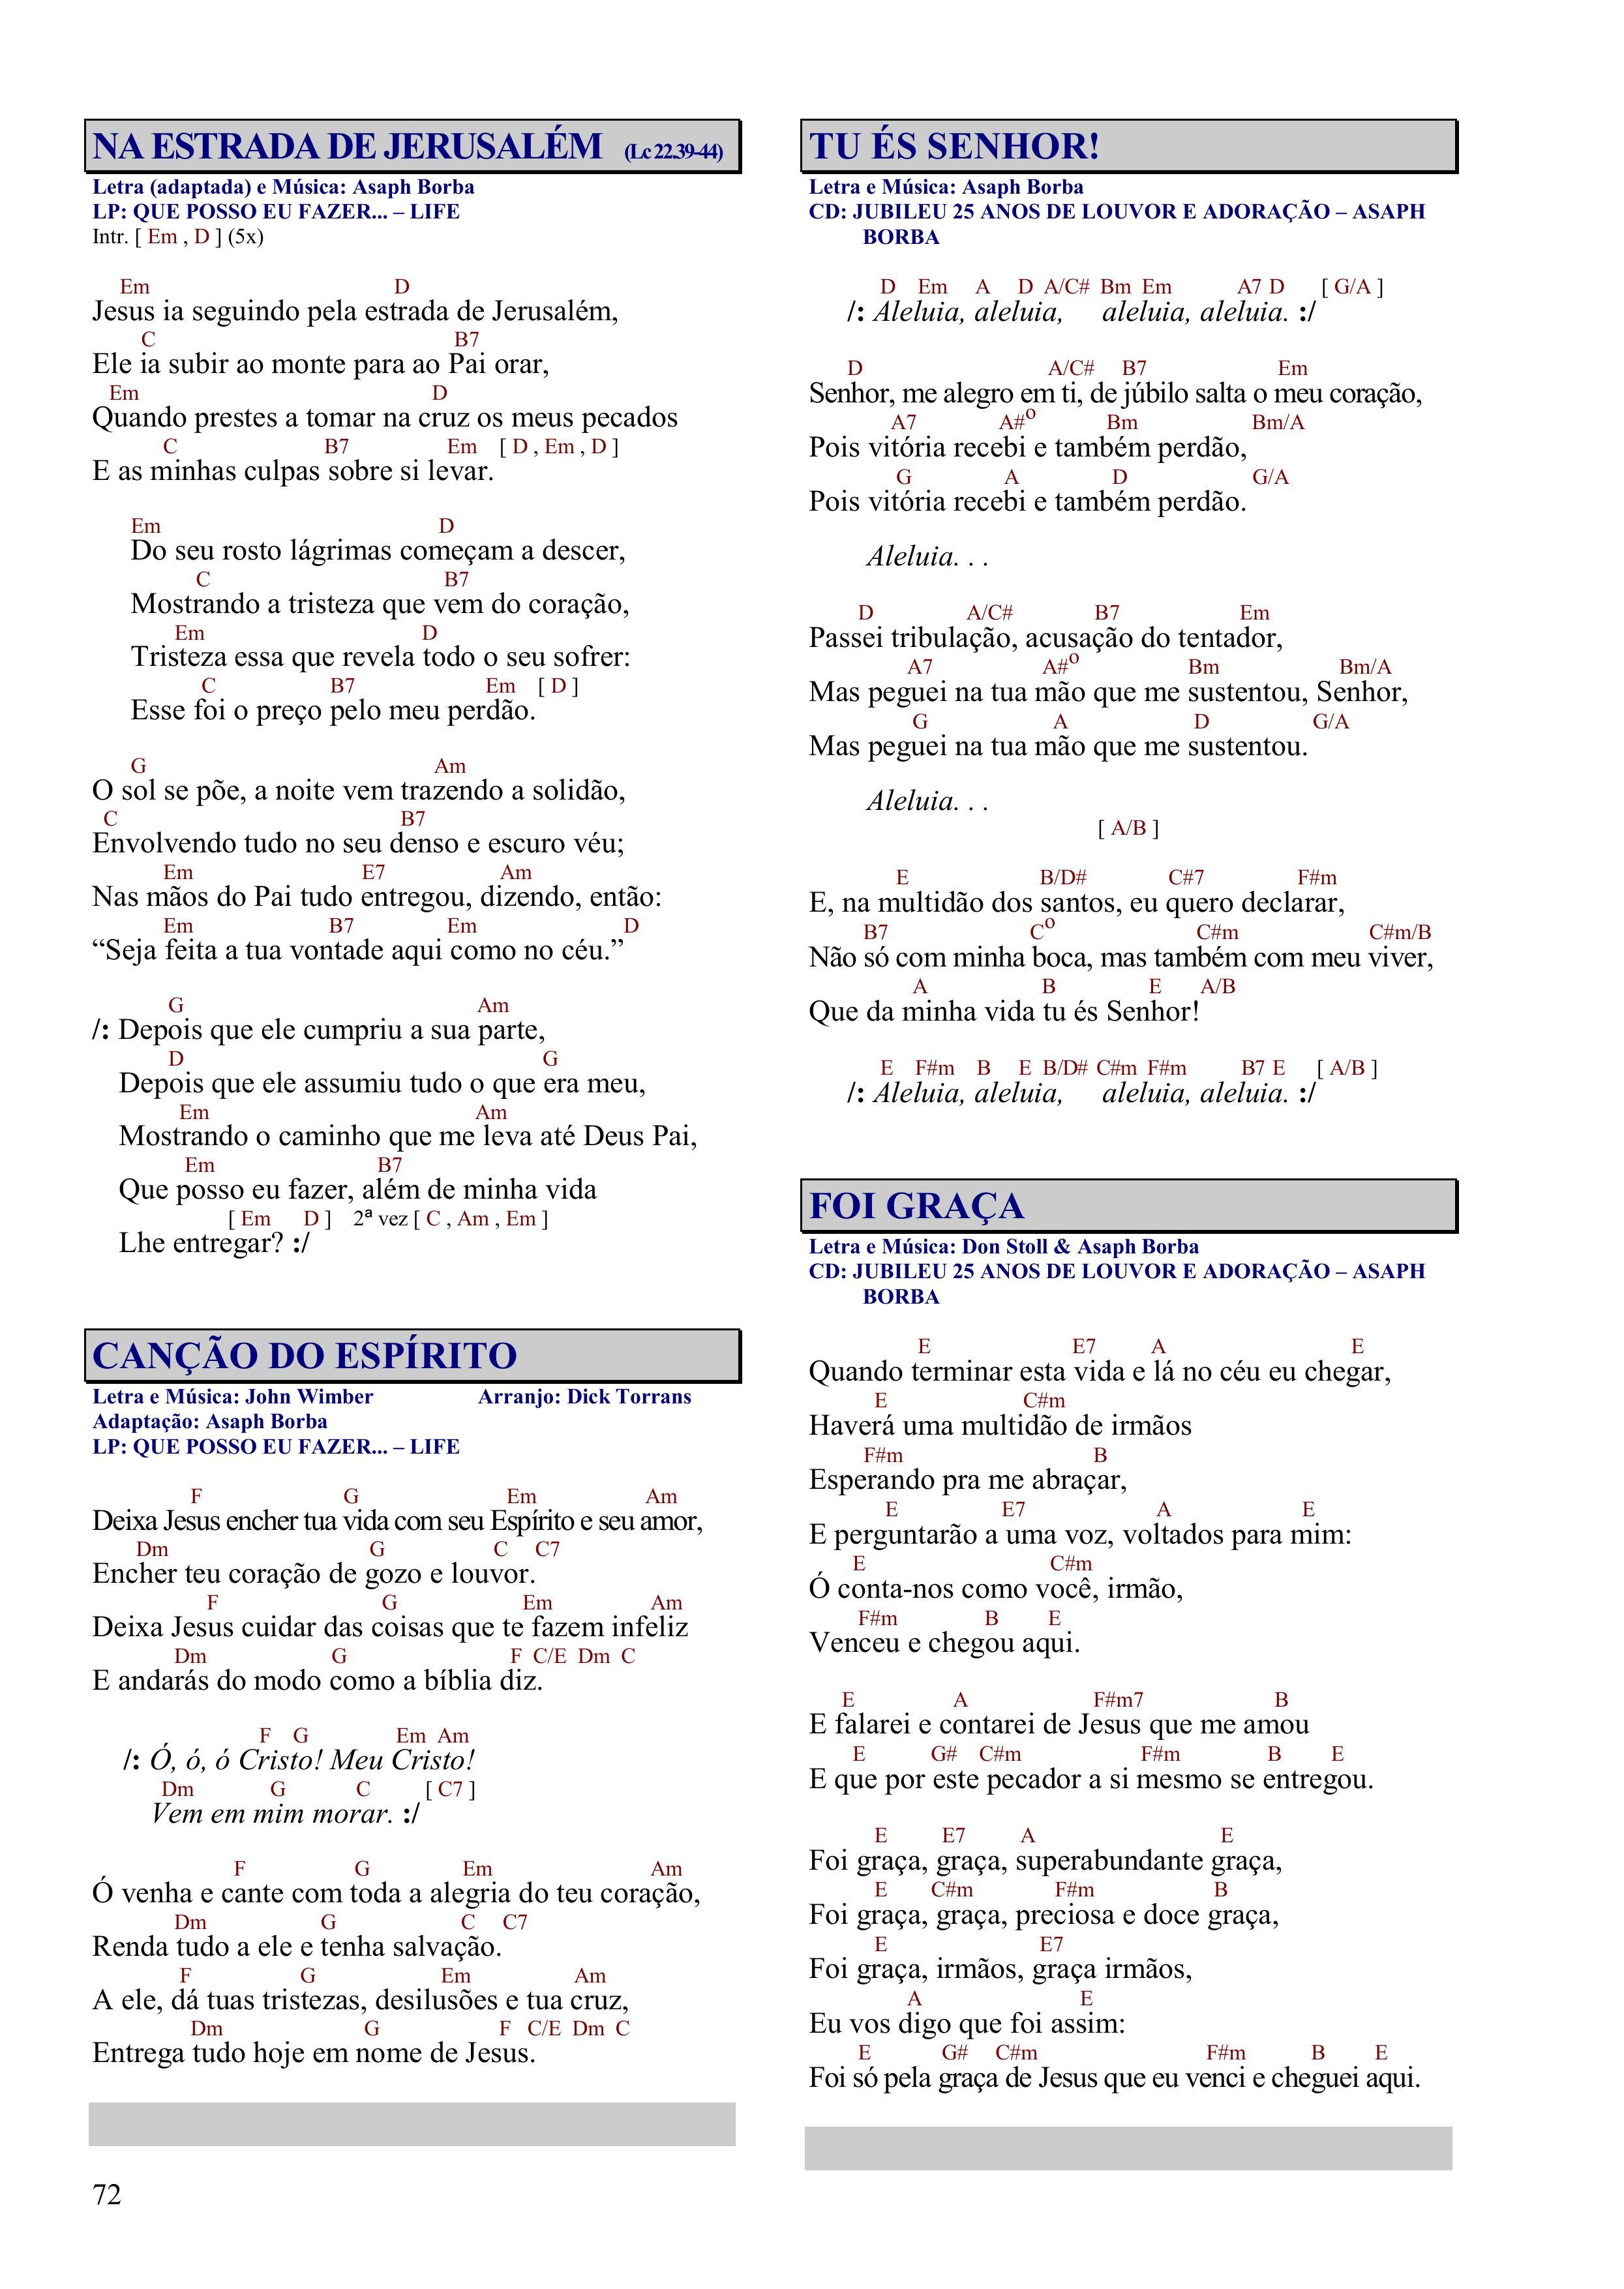 NA ESTRADA DE JERUSALÉM (Lc 22.39-44)
Letra (adaptada) e Música: Asaph Borba
LP: QUE POSSO EU FAZER... – LIFE
Intr. [ Em , D ] (5x)
Em D
Jesus ia seguindo pela estrada de Jerusalém,
C B7
Ele ia subir ao monte para ao Pai orar,
Em D
Quando prestes a tomar na cruz os meus pecados
C B7 Em [ D , Em , D ]
E as minhas culpas sobre si levar.
Em D
Do seu rosto lágrimas começam a descer,
C B7
Mostrando a tristeza que vem do coração,
Em D
Tristeza essa que revela todo o seu sofrer:
C B7 Em [ D ]
Esse foi o preço pelo meu perdão.
G Am
O sol se põe, a noite vem trazendo a solidão,
C B7
Envolvendo tudo no seu denso e escuro véu;
Em E7 Am
Nas mãos do Pai tudo entregou, dizendo, então:
Em B7 Em D
“Seja feita a tua vontade aqui como no céu.”
G Am
/: Depois que ele cumpriu a sua parte,
D G
Depois que ele assumiu tudo o que era meu,
Em Am
Mostrando o caminho que me leva até Deus Pai,
Em B7
Que posso eu fazer, além de minha vida
[ Em D ] 2ª vez [ C , Am , Em ]
Lhe entregar? :/
CANÇÃO DO ESPÍRITO
Letra e Música: John Wimber Arranjo: Dick Torrans
Adaptação: Asaph Borba
LP: QUE POSSO EU FAZER... – LIFE
F G Em Am
Deixa Jesus encher tua vida com seu Espírito e seu amor,
Dm G C C7
Encher teu coração de gozo e louvor.
F G Em Am
Deixa Jesus cuidar das coisas que te fazem infeliz
Dm G F C/E Dm C
E andarás do modo como a bíblia diz.
F G Em Am
/: Ó, ó, ó Cristo! Meu Cristo!
Dm G C [ C7 ]
Vem em mim morar. :/
F G Em Am
Ó venha e cante com toda a alegria do teu coração,
Dm G C C7
Renda tudo a ele e tenha salvação.
F G Em Am
A ele, dá tuas tristezas, desilusões e tua cruz,
Dm G F C/E Dm C
Entrega tudo hoje em nome de Jesus.
72
TU ÉS SENHOR!
Letra e Música: Asaph Borba
CD: JUBILEU 25 ANOS DE LOUVOR E ADORAÇÃO – ASAPH
BORBA
D Em A D A/C# Bm Em A7 D [ G/A ]
/: Aleluia, aleluia, aleluia, aleluia. :/
D A/C# B7 Em
Senhor, me alegro em ti, de júbilo salta o meu coração,
A7 A#º Bm Bm/A
Pois vitória recebi e também perdão,
G A D G/A
Pois vitória recebi e também perdão.
Aleluia. . .
D A/C# B7 Em
Passei tribulação, acusação do tentador,
A7 A#º Bm Bm/A
Mas peguei na tua mão que me sustentou, Senhor,
G A D G/A
Mas peguei na tua mão que me sustentou.
Aleluia. . .
[ A/B ]
E B/D# C#7 F#m
E, na multidão dos santos, eu quero declarar,
B7 Cº C#m C#m/B
Não só com minha boca, mas também com meu viver,
A B E A/B
Que da minha vida tu és Senhor!
E F#m B E B/D# C#m F#m B7 E [ A/B ]
/: Aleluia, aleluia, aleluia, aleluia. :/
FOI GRAÇA
Letra e Música: Don Stoll & Asaph Borba
CD: JUBILEU 25 ANOS DE LOUVOR E ADORAÇÃO – ASAPH
BORBA
E E7 A E
Quando terminar esta vida e lá no céu eu chegar,
E C#m
Haverá uma multidão de irmãos
F#m B
Esperando pra me abraçar,
E E7 A E
E perguntarão a uma voz, voltados para mim:
E C#m
Ó conta-nos como você, irmão,
F#m B E
Venceu e chegou aqui.
E A F#m7 B
E falarei e contarei de Jesus que me amou
E G# C#m F#m B E
E que por este pecador a si mesmo se entregou.
E E7 A E
Foi graça, graça, superabundante graça,
E C#m F#m B
Foi graça, graça, preciosa e doce graça,
E E7
Foi graça, irmãos, graça irmãos,
A E
Eu vos digo que foi assim:
E G# C#m F#m B E
Foi só pela graça de Jesus que eu venci e cheguei aqui.